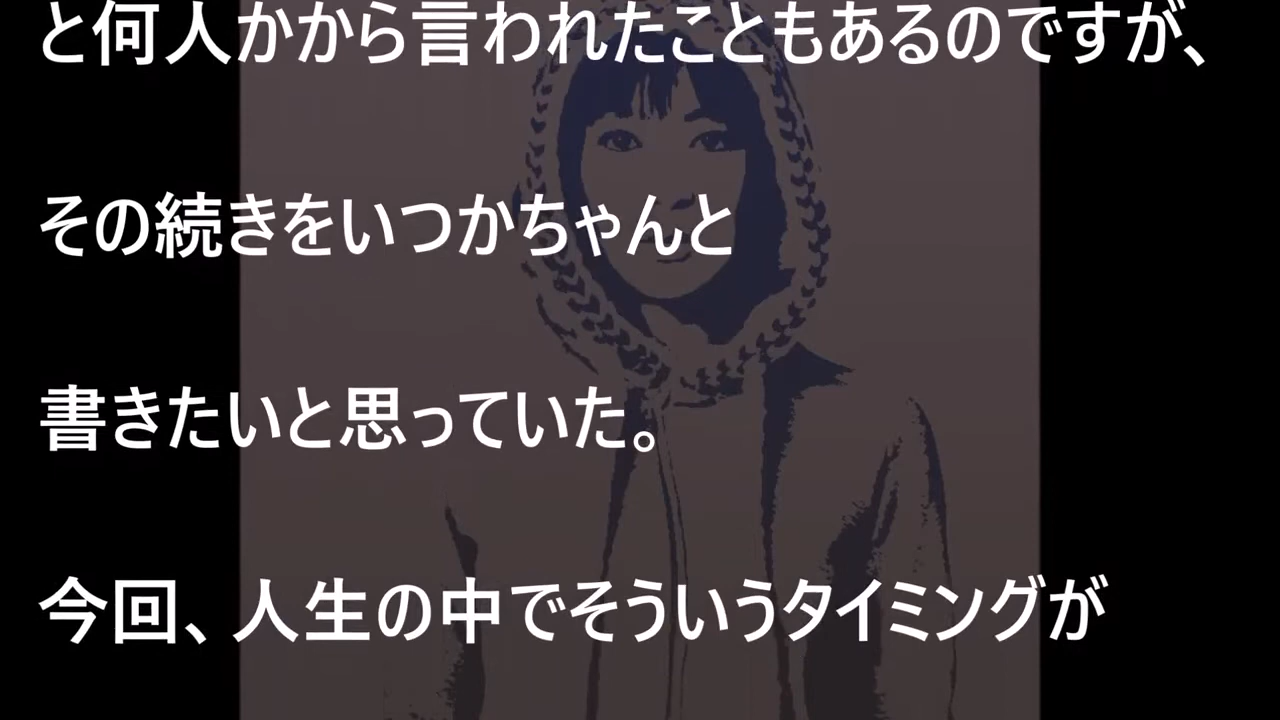 と何人かから言われたこともあるのですが、
その続きをいつかちゃんと
書きたいと思っていた。
今回、人生の中でそういうタイミングが